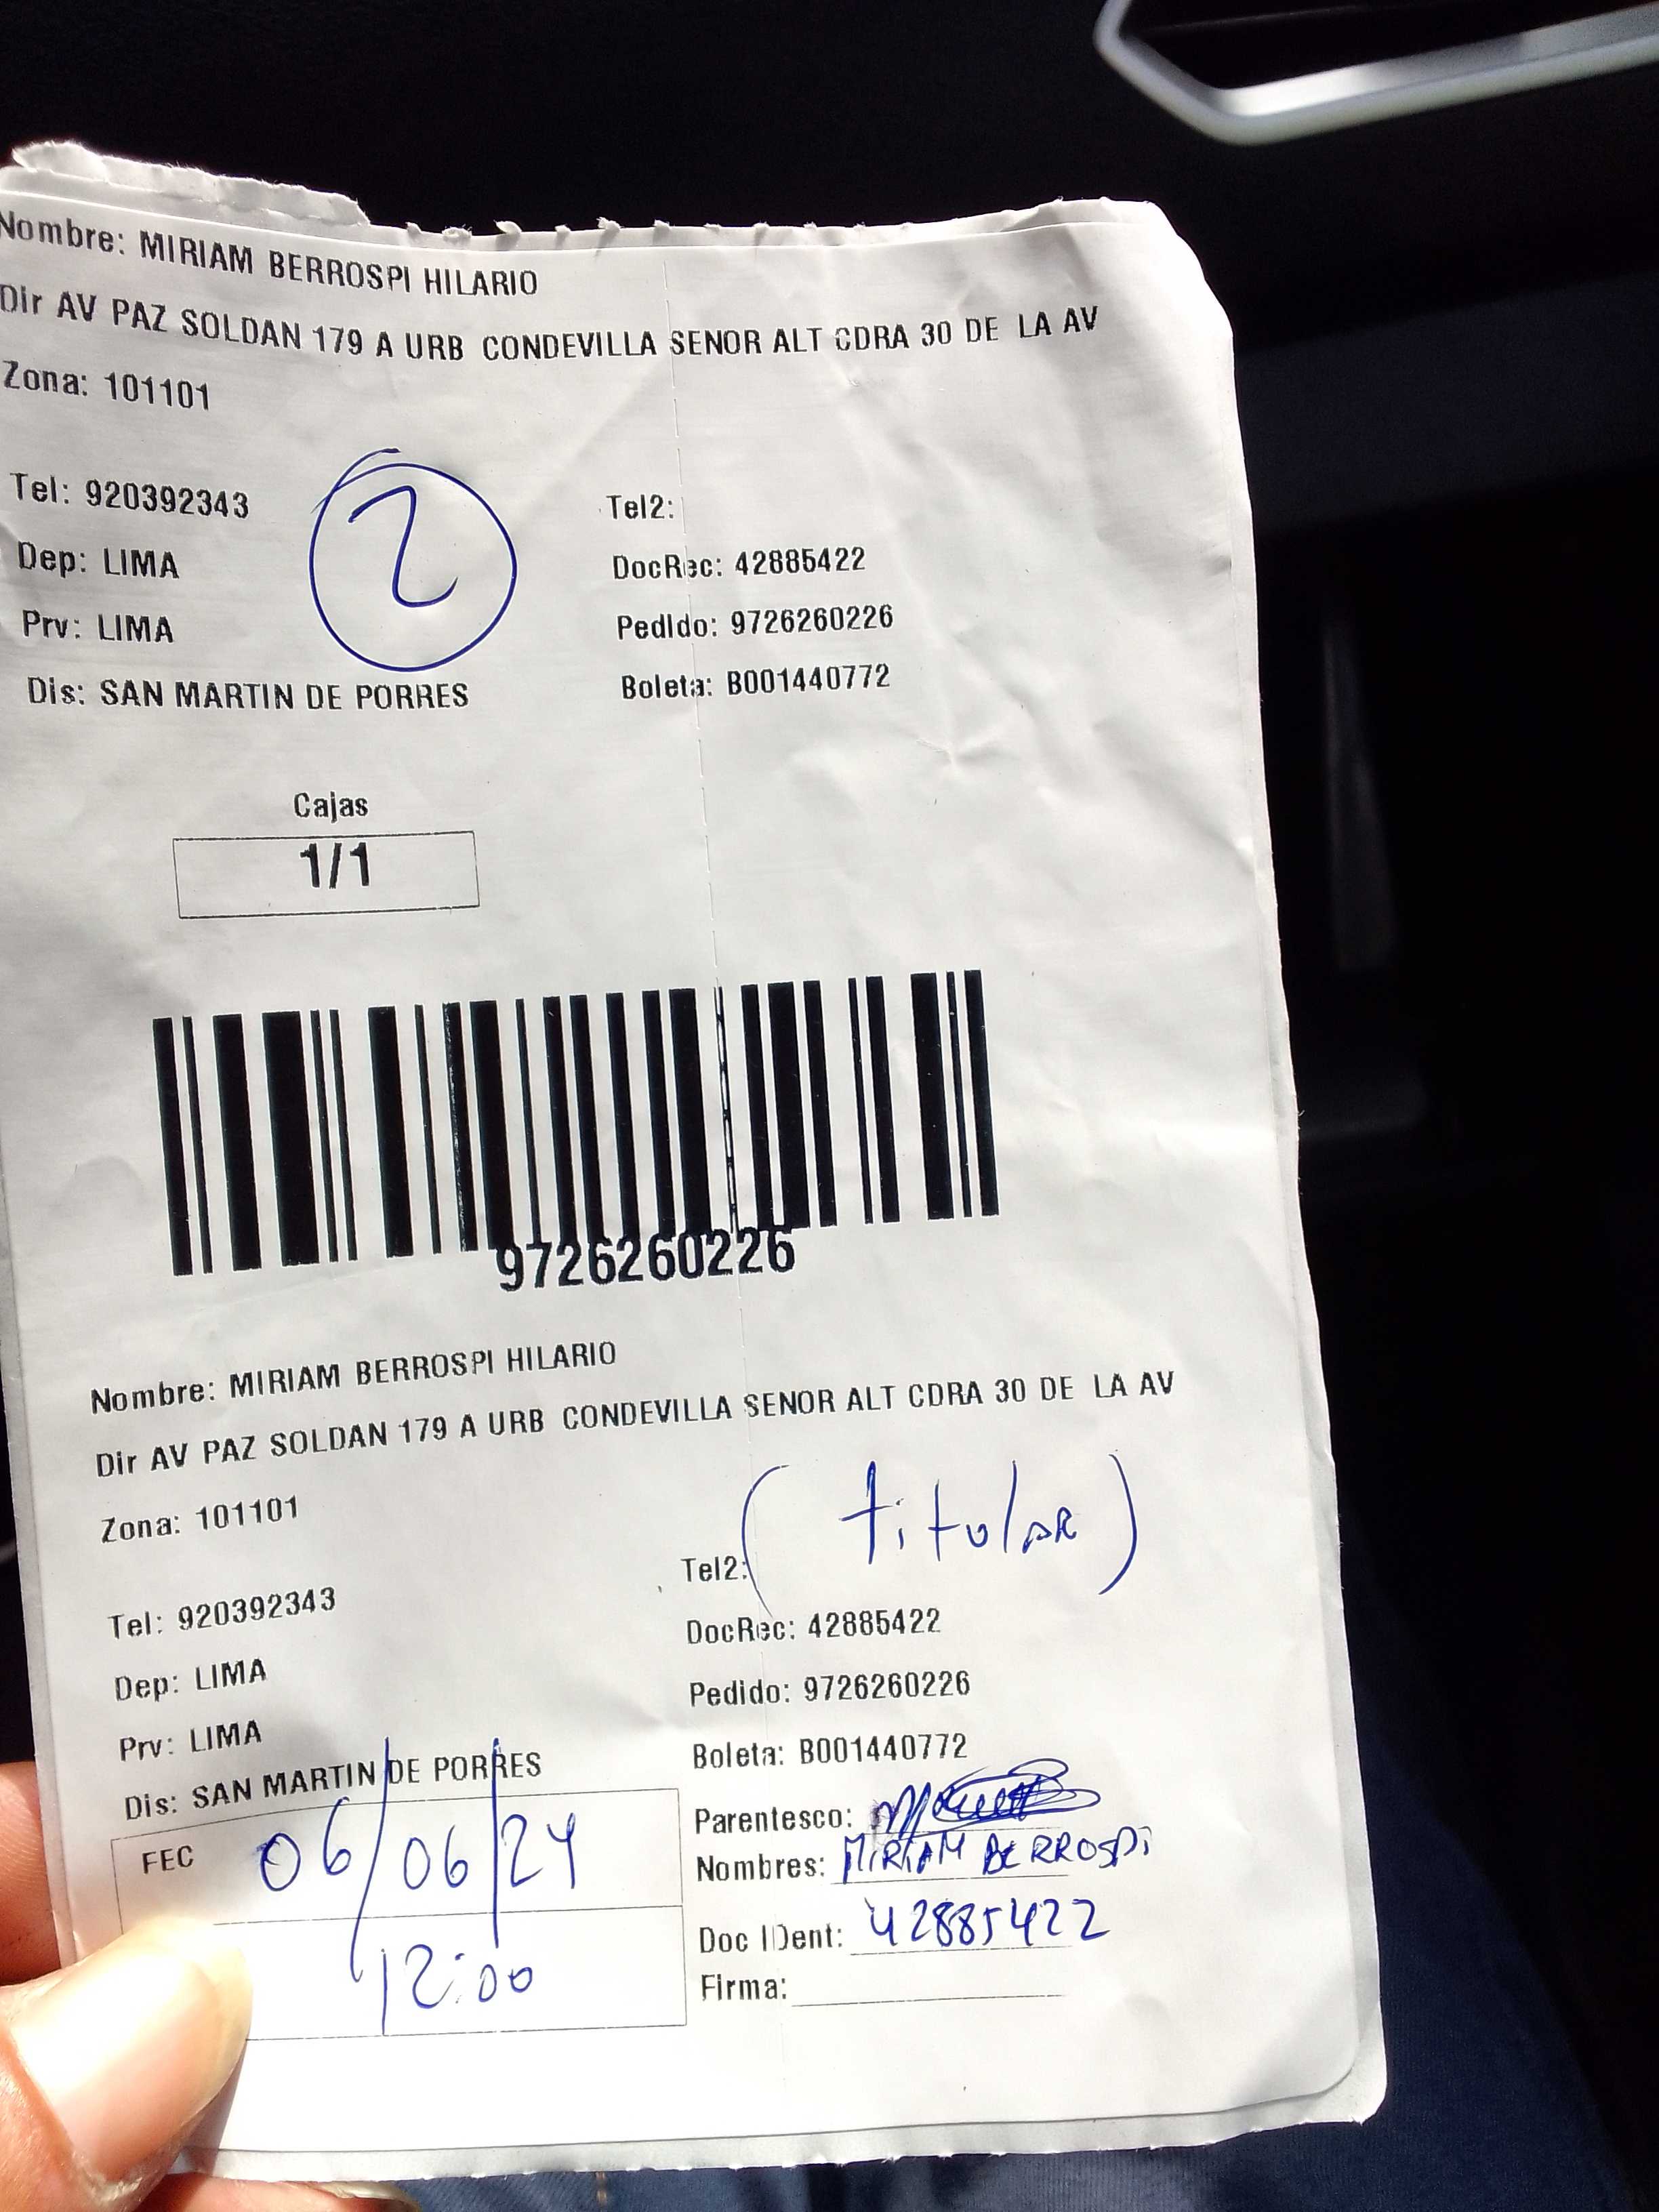 Nombre: MIRIAM BERROSPI HILARIO
Dir AV PAZ SOLDAN 179 A URB CONDEVILLA SENOR ALT CDRA 30 DE LA AV
Zona: 101101
2
Tel: 920392343 Tel2:
Dep: LIMA DocRec: 42885422
Prv: LIMA Pedido: 9726260226
Dis: SAN MARTIN DE PORRES Boleta: B001440772
Cajas
1/1
9726260226
Nombre: MIRIAM BERROSPI HILARIO
Dir AV PAZ SOLDAN 179 A URB CONDEVILLA SENOR ALT CDRA 30 DE LA AV
Zona: 101101
(titular)
Tel: 920392343 Tel2:
Dep: LIMA DocRec: 42885422
Prv: LIMA Pedido: 9726260226
Dis: SAN MARTIN DE PORRES Boleta: B001440772
Parentesco:
FEC 06/06/24 Nombres: MIRIAM BERROSPI
12:00 Doc IDent: 42885422
Firma: